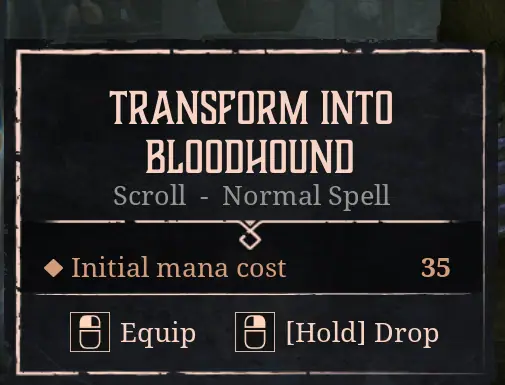 TRANSFORM INTO
BLOODHOUND
Scroll - Normal Spell
Initial mana cost 35
Equip [Hold] Drop